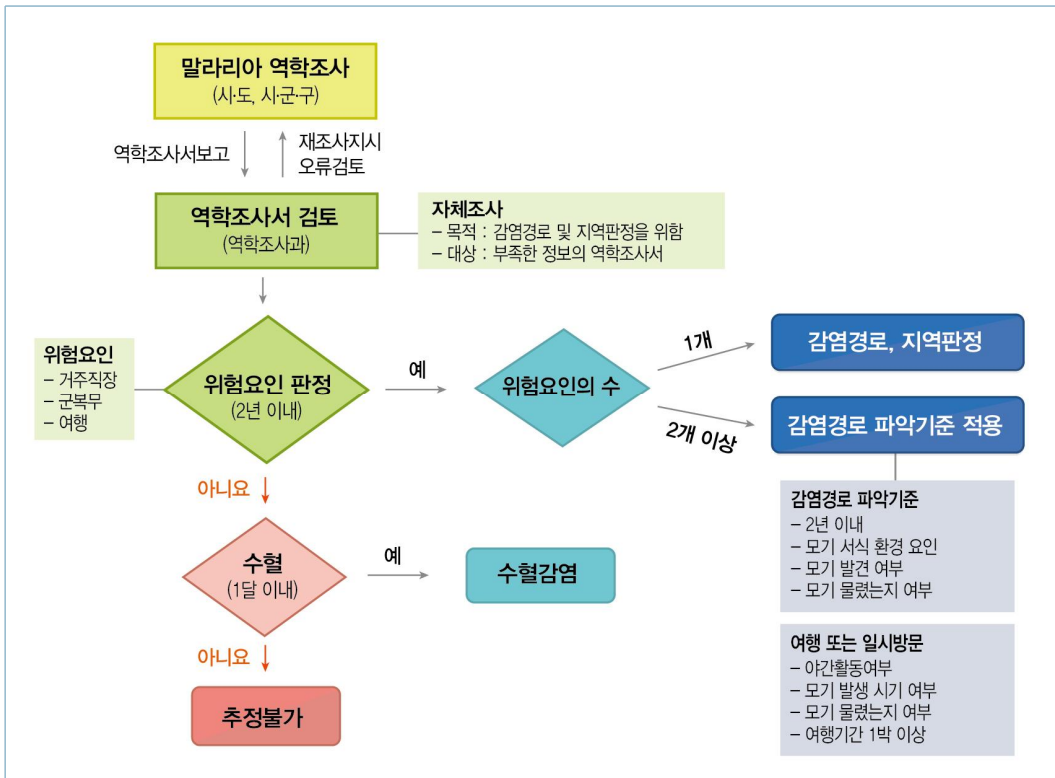 말라리아 역학조사
(시·도, 시·군·구)
역학조사서보고
재조사지시
오류검토
역학조사서 검토
(역학조사과)
자체조사
– 목적 : 감염경로 및 지역판정을 위함
– 대상 : 부족한 정보의 역학조사서
위험요인
– 거주직장
– 군복무
– 여행
위험요인 판정
(2년 이내)
예
위험요인의 수
1개
감염경로, 지역판정
2개 이상
감염경로 파악기준 적용
감염경로 파악기준
– 2년 이내
– 모기 서식 환경 요인
– 모기 발견 여부
– 모기 물렸는지 여부
여행 또는 일시방문
– 야간활동여부
– 모기 발생 시기 여부
– 모기 물렸는지 여부
– 여행기간 1박 이상
아니요
수혈
(1달 이내)
예
수혈감염
아니요
추정불가